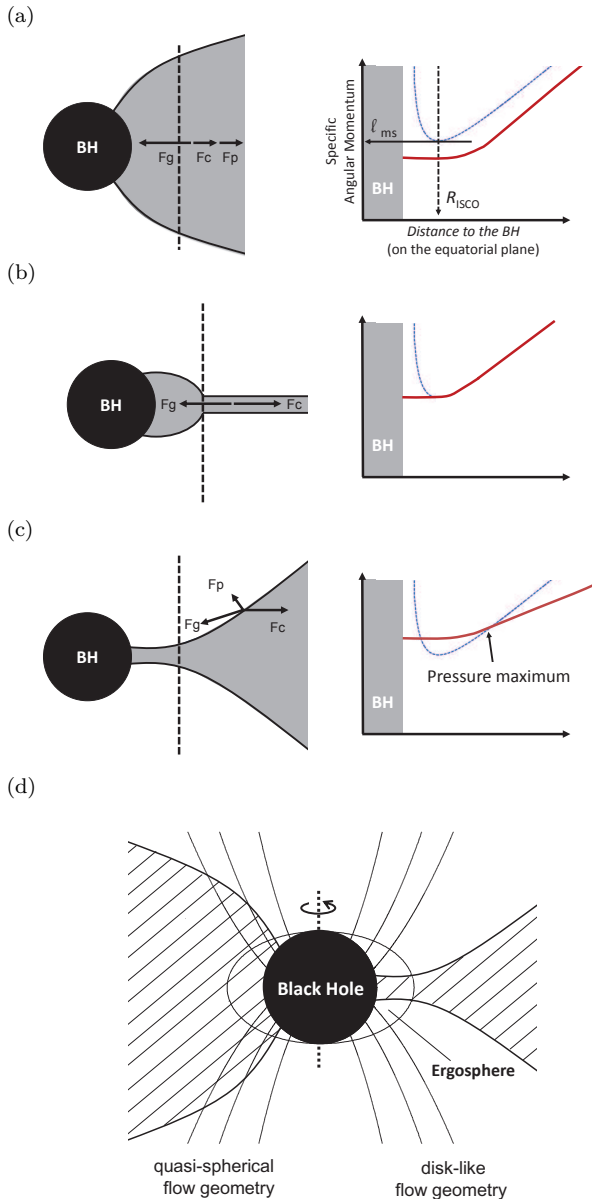 (a)
BH
Fg
Fc
Fp
Specific
Angular Momentum
BH
ℓ ms
R ISCO
Distance to the BH
(on the equatorial plane)
(b)
BH
Fg
Fc
BH
(c)
BH
Fp
Fg
Fc
BH
Pressure maximum
(d)
Black Hole
Ergosphere
quasi-spherical
flow geometry
disk-like
flow geometry